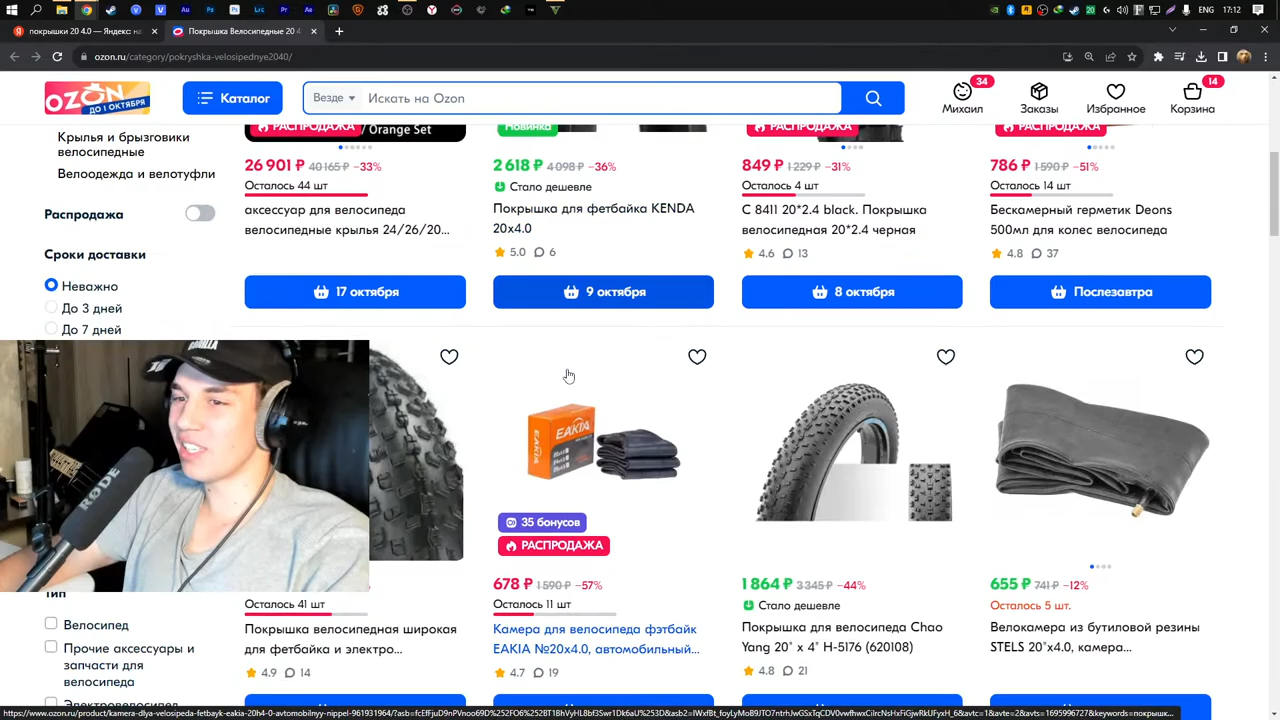 ENG 17:12
покрышки 20 4.0 — Яндекс: на
Покрышка Велосипедные 20 4
ozon.ru/category/pokryshka-velosipednye2040/
OZON
ДО 1 ОКТЯБРЯ
Каталог
Везде
Искать на Ozon
34
Михаил
Заказы
Избранное
14
Корзина
Крылья и брызговики
велосипедные
Велоодежда и велотуфли
Распродажа
Сроки доставки
Неважно
До 3 дней
До 7 дней
Тип
Велосипед
Прочие аксессуары и
запчасти для
велосипеда
Электровелосипед
РАСПРОДАЖА
/ Orange Set
26 901 ₽ 40 165 ₽ −33%
Осталось 44 шт
аксессуар для велосипеда
велосипедные крылья 24/26/20...
17 октября
Новинка
2 618 ₽ 4 098 ₽ −36%
Стало дешевле
Покрышка для фетбайка KENDA
20x4.0
5.0 6
9 октября
РАСПРОДАЖА
849 ₽ 1 229 ₽ −31%
Осталось 4 шт
C 8411 20*2.4 black. Покрышка
велосипедная 20*2.4 черная
4.6 13
8 октября
РАСПРОДАЖА
786 ₽ 1 590 ₽ −51%
Осталось 14 шт
Бескамерный герметик Deons
500мл для колес велосипеда
4.8 37
Послезавтра
GORILLA
RODE
Осталось 41 шт
Покрышка велосипедная широкая
для фетбайка и электро...
4.9 14
EAKIA
EAKIA
35 бонусов
РАСПРОДАЖА
678 ₽ 1 590 ₽ −57%
Осталось 11 шт
Камера для велосипеда фэтбайк
EAKIA №20x4.0, автомобильный...
4.7 19
1 864 ₽ 3 345 ₽ −44%
Стало дешевле
Покрышка для велосипеда Chao
Yang 20" x 4" H-5176 (620108)
4.8 21
655 ₽ 741 ₽ −12%
Осталось 5 шт.
Велокамера из бутиловой резины
STELS 20"x4.0, камера...